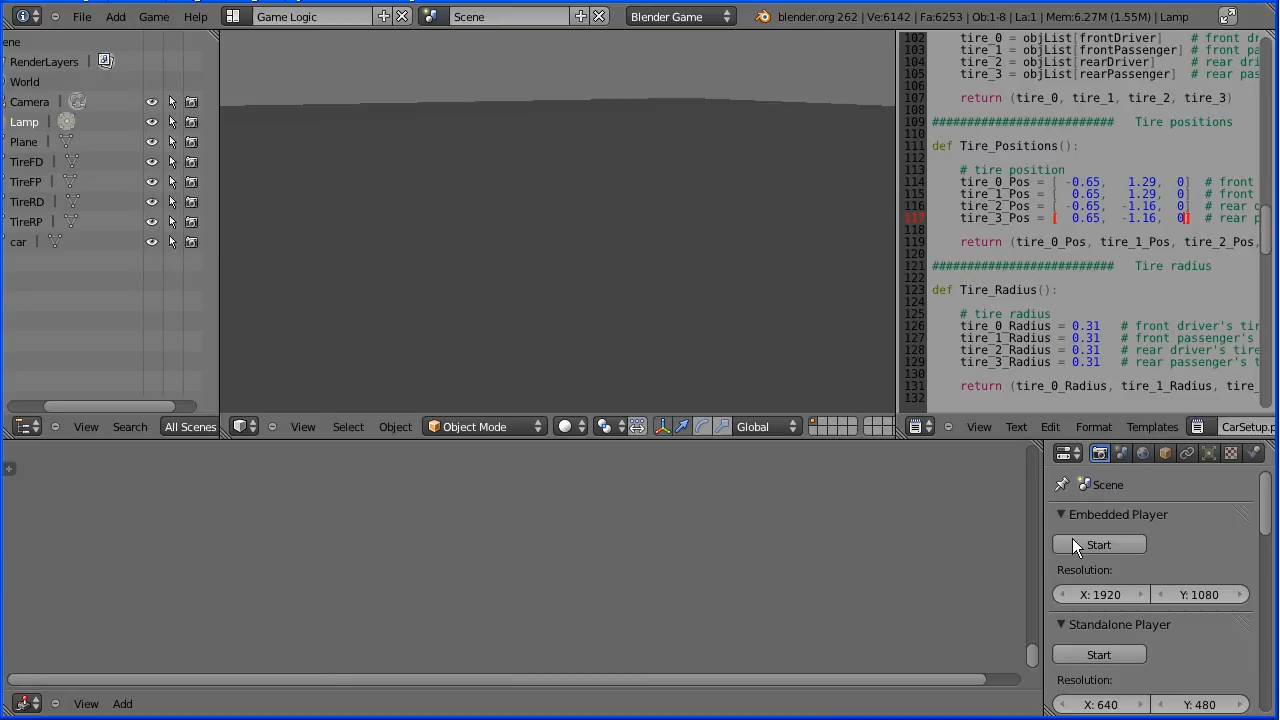 File Add Game Help Game Logic Scene Blender Game blender.org 262 | Ve:6142 | Fa:6253 | Ob:1-8 | La:1 | Mem:6.27M (1.55M) | Lamp
ene
RenderLayers |
World
Camera |
Lamp |
Plane |
TireFD |
TireFP |
TireRD |
TireRP |
car |
View Search All Scenes
View Select Object Object Mode Global
102 tire_0 = objList[frontDriver] # front dr
103 tire_1 = objList[frontPassenger] # front pa
104 tire_2 = objList[rearDriver] # rear dri
105 tire_3 = objList[rearPassenger] # rear pas
106
107 return (tire_0, tire_1, tire_2, tire_3)
108
109 ########################## Tire positions
110
111 def Tire_Positions():
112
113 # tire position
114 tire_0_Pos = [ -0.65, 1.29, 0] # front
115 tire_1_Pos = [ 0.65, 1.29, 0] # front
116 tire_2_Pos = [ -0.65, -1.16, 0] # rear
117 tire_3_Pos = [ 0.65, -1.16, 0] # rear p
118
119 return (tire_0_Pos, tire_1_Pos, tire_2_Pos,
120
121 ########################## Tire radius
122
123 def Tire_Radius():
124
125 # tire radius
126 tire_0_Radius = 0.31 # front driver's tir
127 tire_1_Radius = 0.31 # front passenger's
128 tire_2_Radius = 0.31 # rear driver's tire
129 tire_3_Radius = 0.31 # rear passenger's t
130
131 return (tire_0_Radius, tire_1_Radius, tire_
132
View Text Edit Format Templates CarSetup.p
Scene
Embedded Player
Start
Resolution:
X: 1920 Y: 1080
Standalone Player
Start
Resolution:
X: 640 Y: 480
View Add